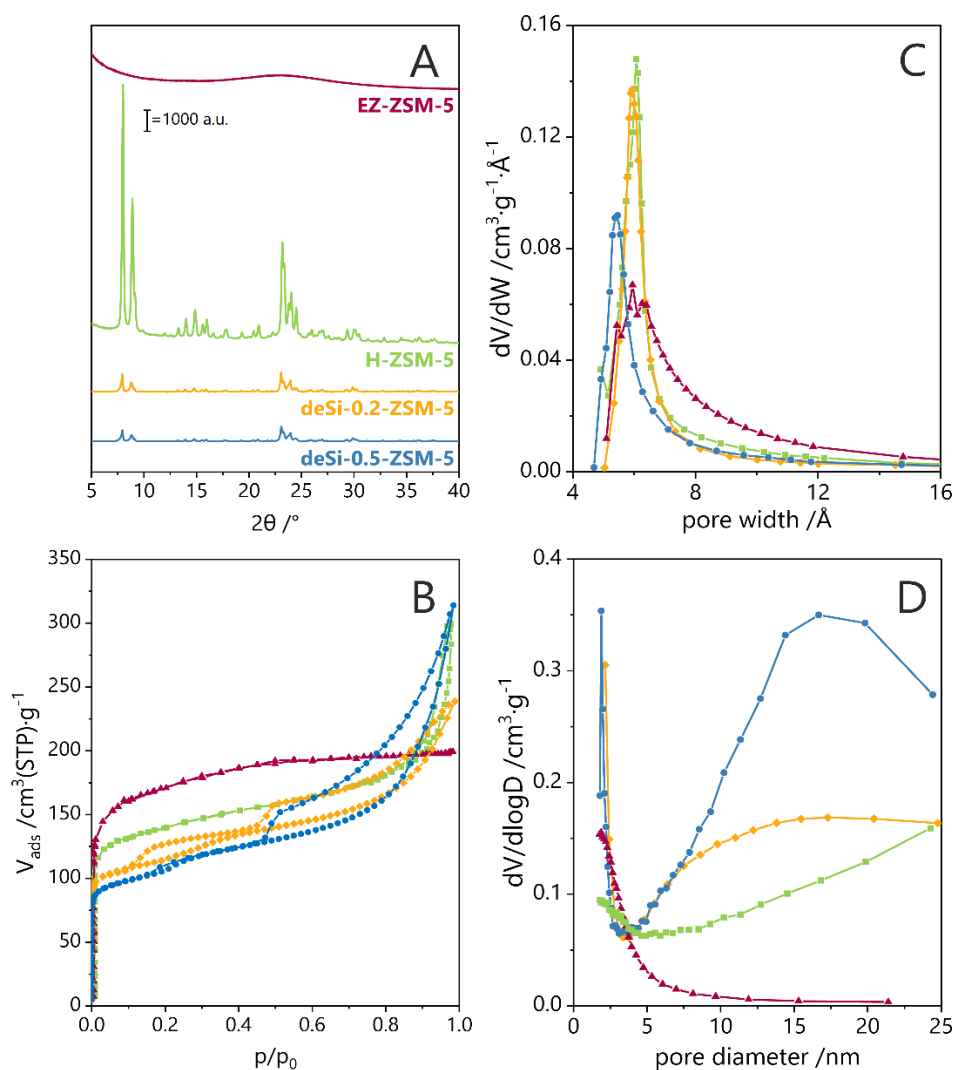 A
EZ-ZSM-5
=1000 a.u.
H-ZSM-5
deSi-0.2-ZSM-5
deSi-0.5-ZSM-5
5 10 15 20 25 30 35 40
2θ /°
C
0.16
0.12
0.08
0.04
0.00
dV/dW /cm³·g⁻¹·Å⁻¹
4 8 12 16
pore width /Å
B
350
300
250
200
150
100
50
0
V_ads /cm³(STP)·g⁻¹
0.0 0.2 0.4 0.6 0.8 1.0
p/p₀
D
0.4
0.3
0.2
0.1
0.0
dV/dlogD /cm³·g⁻¹
0 5 10 15 20 25
pore diameter /nm